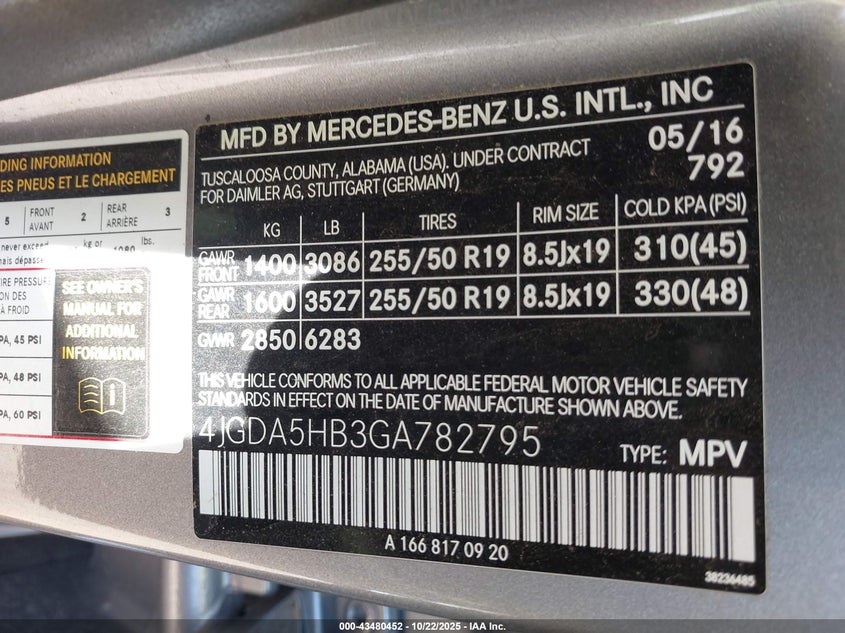 DING INFORMATION
ES PNEUS ET LE CHARGEMENT
5 FRONT AVANT 2 REAR ARRIÈRE 3
never exceed kg or 1080 lbs.
mais dépasser
IRE PRESSURE
ION DES
À FROID
PA, 45 PSI
PA, 48 PSI
PA, 60 PSI
SEE OWNER'S
MANUAL FOR
ADDITIONAL
INFORMATION
MFD BY MERCEDES-BENZ U.S. INTL., INC
TUSCALOOSA COUNTY, ALABAMA (USA). UNDER CONTRACT
FOR DAIMLER AG, STUTTGART (GERMANY)
05/16
792
KG LB TIRES RIM SIZE COLD KPA (PSI)
GAWR FRONT 1400 3086 255/50 R19 8.5Jx19 310(45)
GAWR REAR 1600 3527 255/50 R19 8.5Jx19 330(48)
GVWR 2850 6283
THIS VEHICLE CONFORMS TO ALL APPLICABLE FEDERAL MOTOR VEHICLE SAFETY
STANDARDS IN EFFECT ON THE DATE OF MANUFACTURE SHOWN ABOVE.
4JGDA5HB3GA782795
TYPE: MPV
A 166 817 09 20
38236485
000-43480452 - 10/22/2025 - IAA Inc.